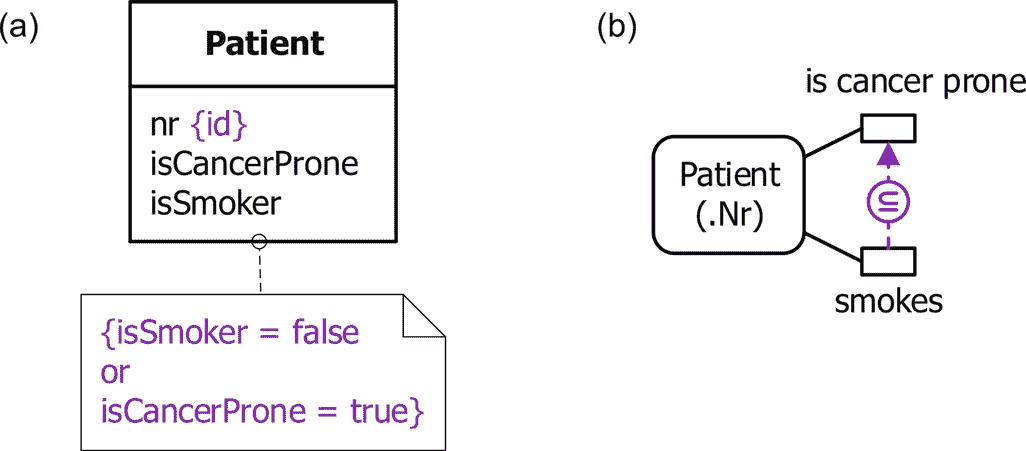 (a)
Patient
nr {id}
isCancerProne
isSmoker
{isSmoker = false
or
isCancerProne = true}
(b)
is cancer prone
Patient
(.Nr)
⊆
smokes